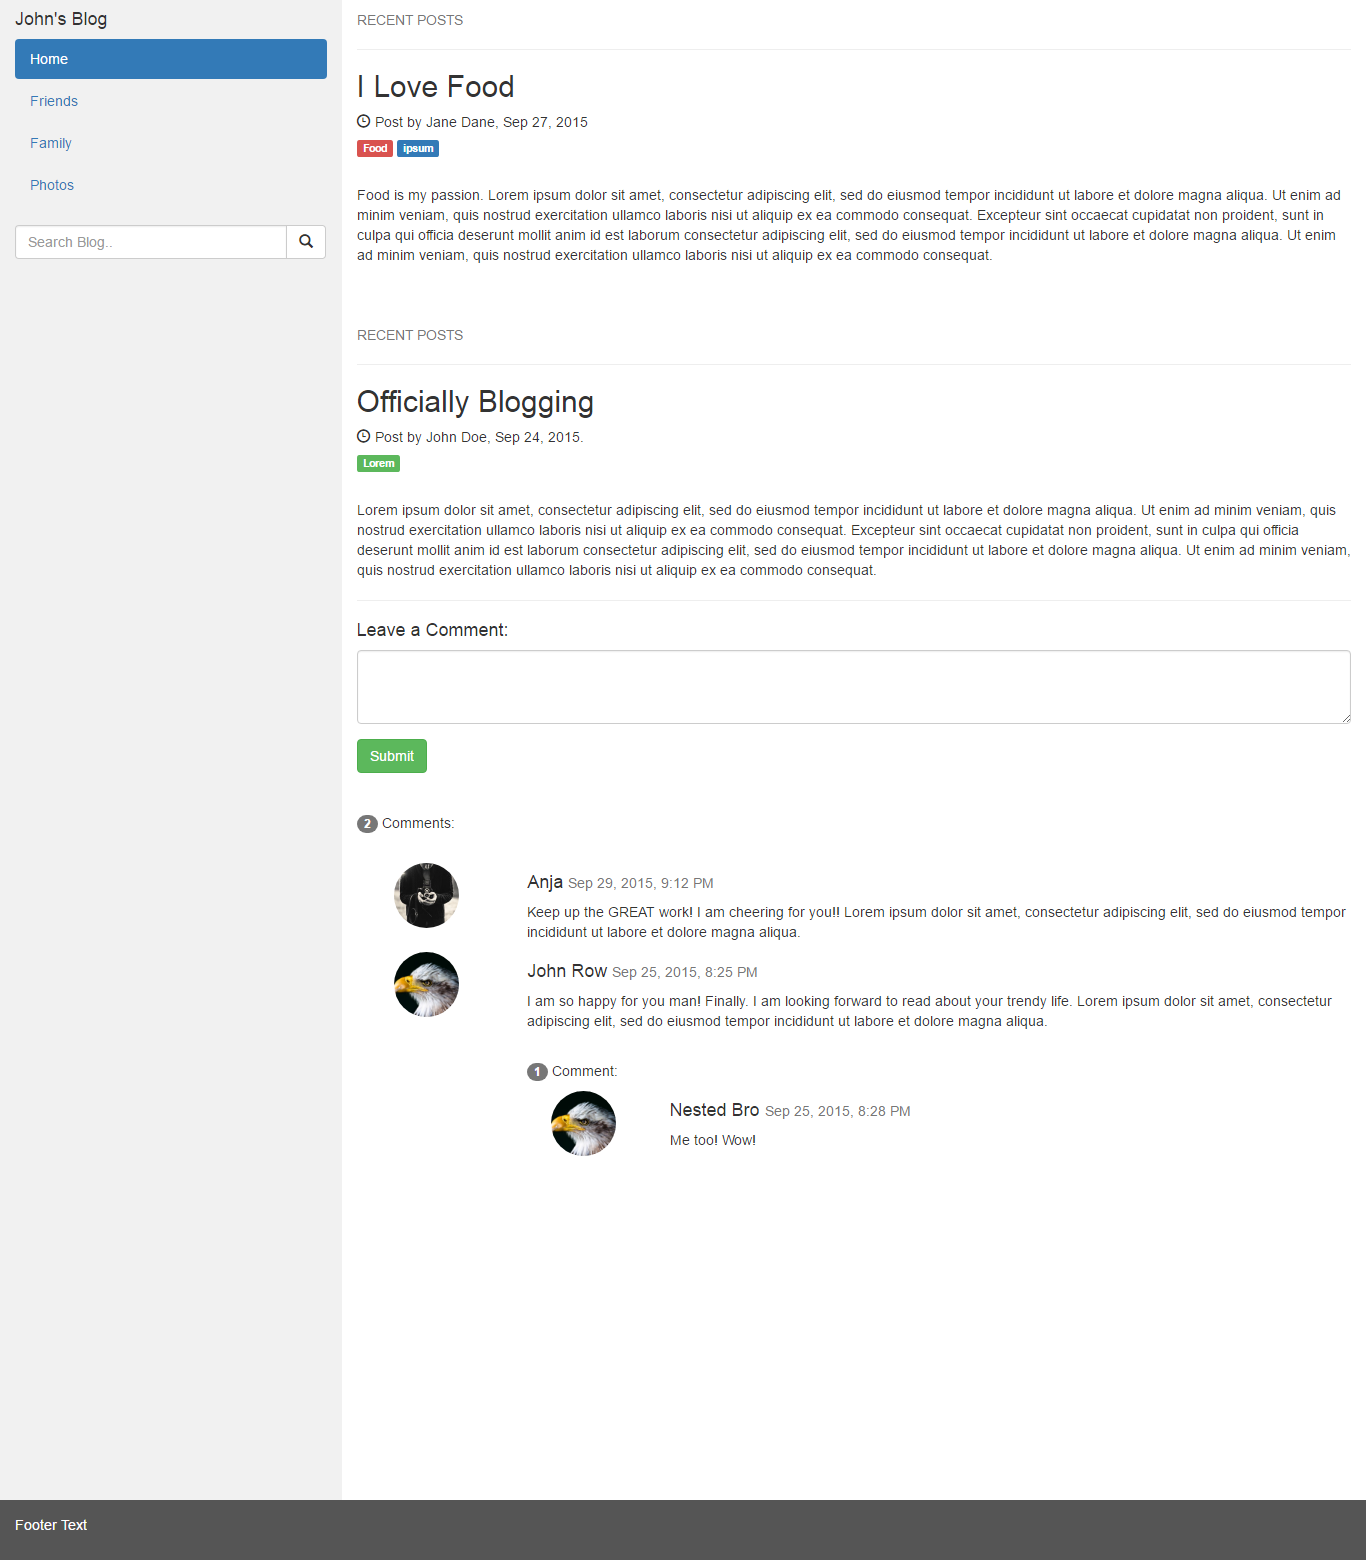 John's Blog
Home
Friends
Family
Photos
Search Blog..
RECENT POSTS
I Love Food
Post by Jane Dane, Sep 27, 2015
Food ipsum
Food is my passion. Lorem ipsum dolor sit amet, consectetur adipiscing elit, sed do eiusmod tempor incididunt ut labore et dolore magna aliqua. Ut enim ad
minim veniam, quis nostrud exercitation ullamco laboris nisi ut aliquip ex ea commodo consequat. Excepteur sint occaecat cupidatat non proident, sunt in
culpa qui officia deserunt mollit anim id est laborum consectetur adipiscing elit, sed do eiusmod tempor incididunt ut labore et dolore magna aliqua. Ut enim
ad minim veniam, quis nostrud exercitation ullamco laboris nisi ut aliquip ex ea commodo consequat.
RECENT POSTS
Officially Blogging
Post by John Doe, Sep 24, 2015.
Lorem
Lorem ipsum dolor sit amet, consectetur adipiscing elit, sed do eiusmod tempor incididunt ut labore et dolore magna aliqua. Ut enim ad minim veniam, quis
nostrud exercitation ullamco laboris nisi ut aliquip ex ea commodo consequat. Excepteur sint occaecat cupidatat non proident, sunt in culpa qui officia
deserunt mollit anim id est laborum consectetur adipiscing elit, sed do eiusmod tempor incididunt ut labore et dolore magna aliqua. Ut enim ad minim veniam,
quis nostrud exercitation ullamco laboris nisi ut aliquip ex ea commodo consequat.
Leave a Comment:
Submit
2 Comments:
Anja Sep 29, 2015, 9:12 PM
Keep up the GREAT work! I am cheering for you!! Lorem ipsum dolor sit amet, consectetur adipiscing elit, sed do eiusmod tempor
incididunt ut labore et dolore magna aliqua.
John Row Sep 25, 2015, 8:25 PM
I am so happy for you man! Finally. I am looking forward to read about your trendy life. Lorem ipsum dolor sit amet, consectetur
adipiscing elit, sed do eiusmod tempor incididunt ut labore et dolore magna aliqua.
1 Comment:
Nested Bro Sep 25, 2015, 8:28 PM
Me too! Wow!
Footer Text